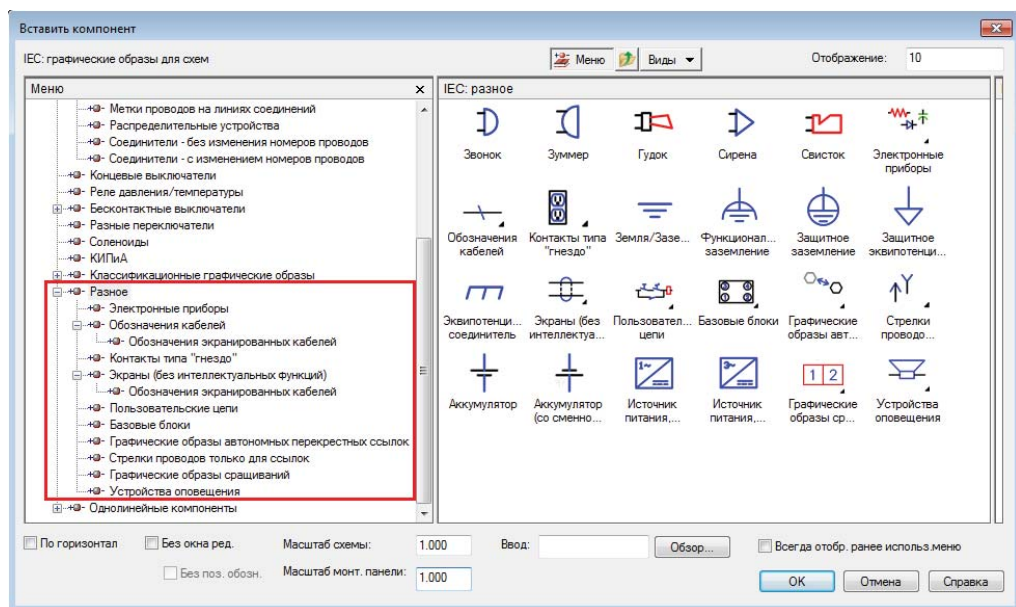 Вставить компонент
IEC: графические образы для схем
Меню
Виды
Отображение:
10
Меню
Метки проводов на линиях соединений
Распределительные устройства
Соединители - без изменения номеров проводов
Соединители - с изменением номеров проводов
Концевые выключатели
Реле давления/температуры
Бесконтактные выключатели
Разные переключатели
Соленоиды
КИПиА
Классификационные графические образы
Разное
Электронные приборы
Обозначения кабелей
Обозначения экранированных кабелей
Контакты типа "гнездо"
Экраны (без интеллектуальных функций)
Обозначения экранированных кабелей
Пользовательские цепи
Базовые блоки
Графические образы автономных перекрестных ссылок
Стрелки проводов только для ссылок
Графические образы сращиваний
Устройства оповещения
Однолинейные компоненты
IEC: разное
Звонок
Зуммер
Гудок
Сирена
Свисток
Электронные
приборы
Обозначения
кабелей
Контакты типа
"гнездо"
Земля/Зазе...
Функционал...
заземление
Защитное
заземление
Защитное
эквипотенци...
Эквипотенци...
соединитель
Экраны (без
интеллектуа...
Пользовател...
цепи
Базовые блоки
Графические
образы авт...
Стрелки
проводо...
Аккумулятор
Аккумулятор
(со сменно...
1~
Источник
питания,...
3~
Источник
питания,...
1 2
Графические
образы ср...
Устройства
оповещения
По горизонтал
Без окна ред.
Масштаб схемы:
1.000
Ввод:
Обзор...
Всегда отобр. ранее использ.меню
Без поз. обозн.
Масштаб монт. панели:
1.000
OK
Отмена
Справка